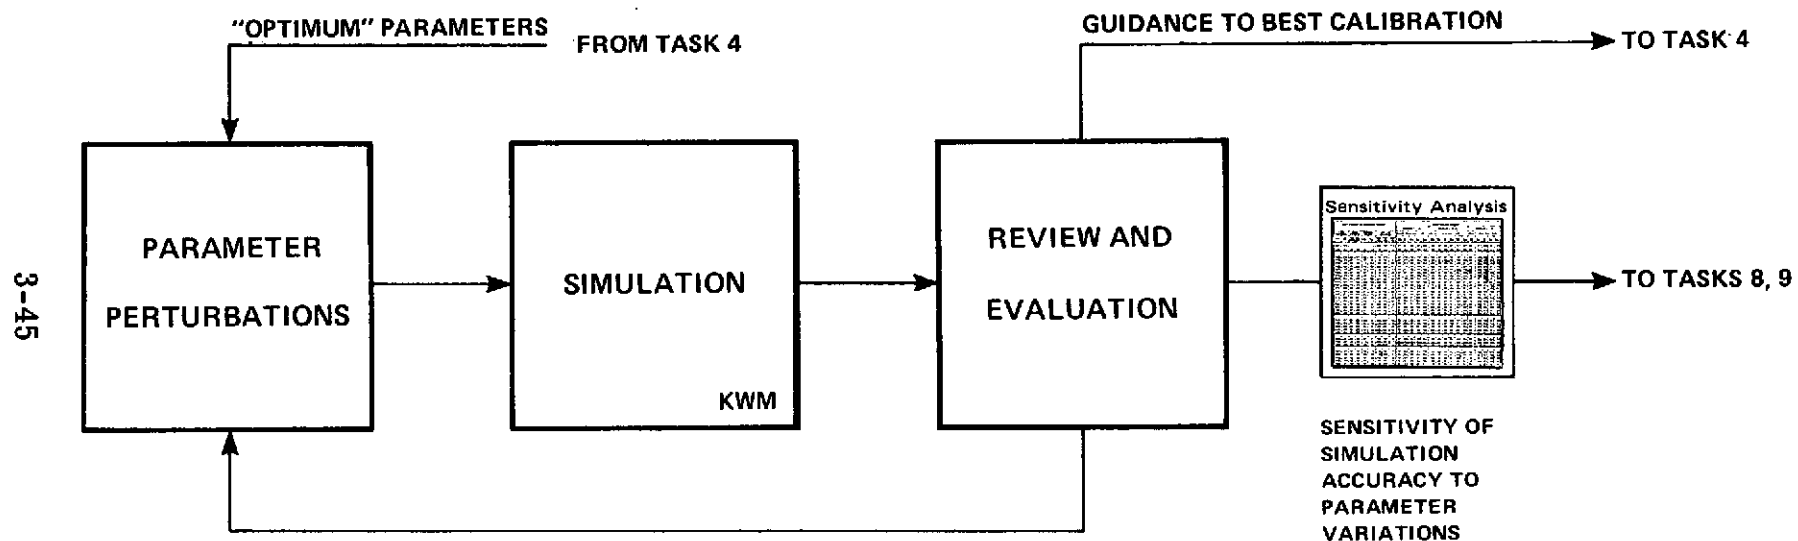 "OPTIMUM" PARAMETERS
FROM TASK 4
GUIDANCE TO BEST CALIBRATION
TO TASK 4
PARAMETER
PERTURBATIONS
SIMULATION
KWM
REVIEW AND
EVALUATION
Sensitivity Analysis
TO TASKS 8, 9
SENSITIVITY OF
SIMULATION
ACCURACY TO
PARAMETER
VARIATIONS
3-45